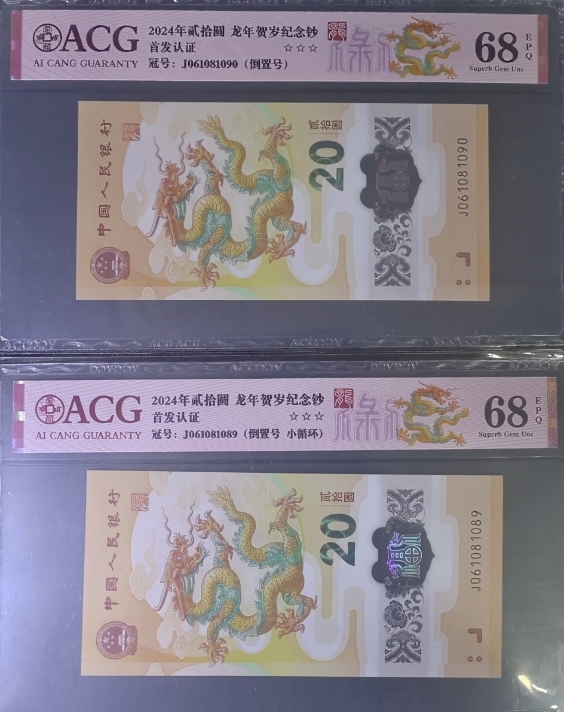 ACG
AI CANG GUARANTY
2024年贰拾圆 龙年贺岁纪念钞
首发认证 ☆☆☆
冠号：J061081090（倒置号）
68
EPQ
Superb Gem Unc
中国人民银行
贰拾圆
20
J061081090
ACG
AI CANG GUARANTY
2024年贰拾圆 龙年贺岁纪念钞
首发认证 ☆☆☆
冠号：J061081089（倒置号 小循环）
68
EPQ
Superb Gem Unc
中国人民银行
贰拾圆
20
J061081089